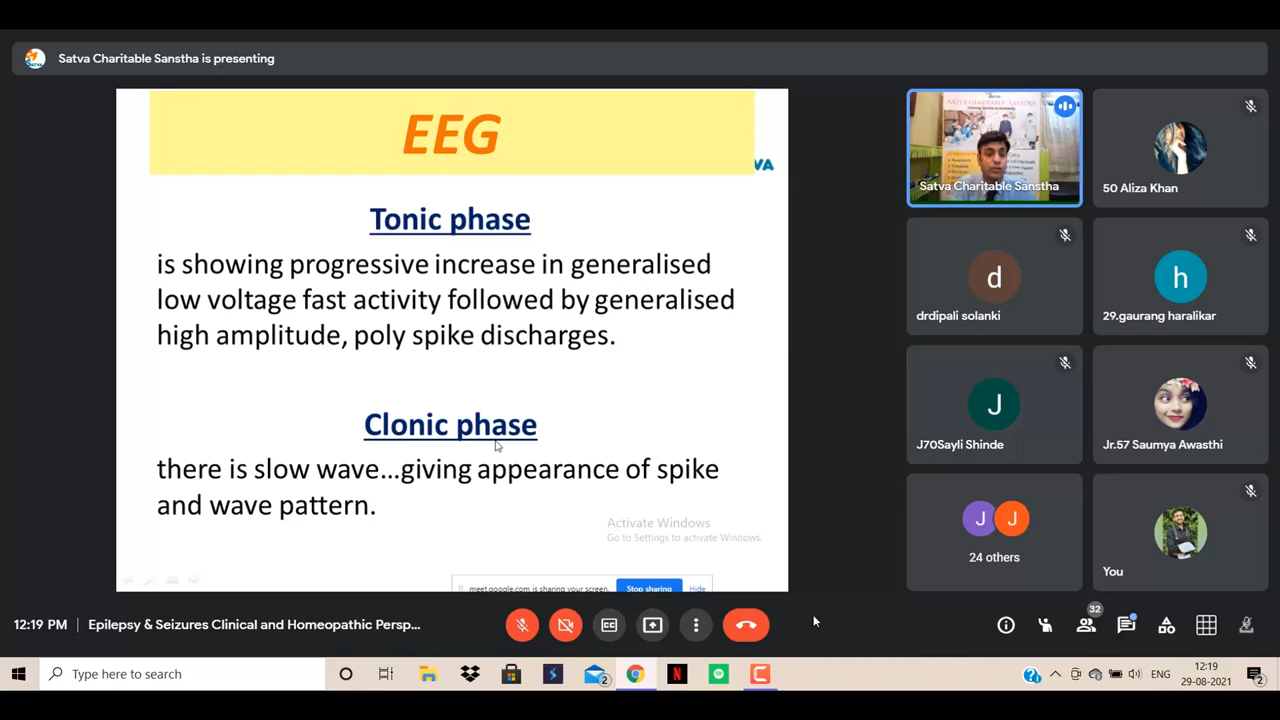 Satva Charitable Sanstha is presenting
EEG
VA
Tonic phase
is showing progressive increase in generalised
low voltage fast activity followed by generalised
high amplitude, poly spike discharges.
Clonic phase
there is slow wave...giving appearance of spike
and wave pattern.
Activate Windows
Go to Settings to activate Windows.
meet.google.com is sharing your screen.
Stop sharing
Hide
SATVA CHARITABLE SANSTHA
Satva Charitable Sanstha
50 Aliza Khan
d
drdipali solanki
h
29.gaurang haralikar
J
J70Sayli Shinde
Jr.57 Saumya Awasthi
J
J
24 others
You
12:19 PM
Epilepsy & Seizures Clinical and Homeopathic Persp...
32
Type here to search
2
ENG
12:19
29-08-2021
2